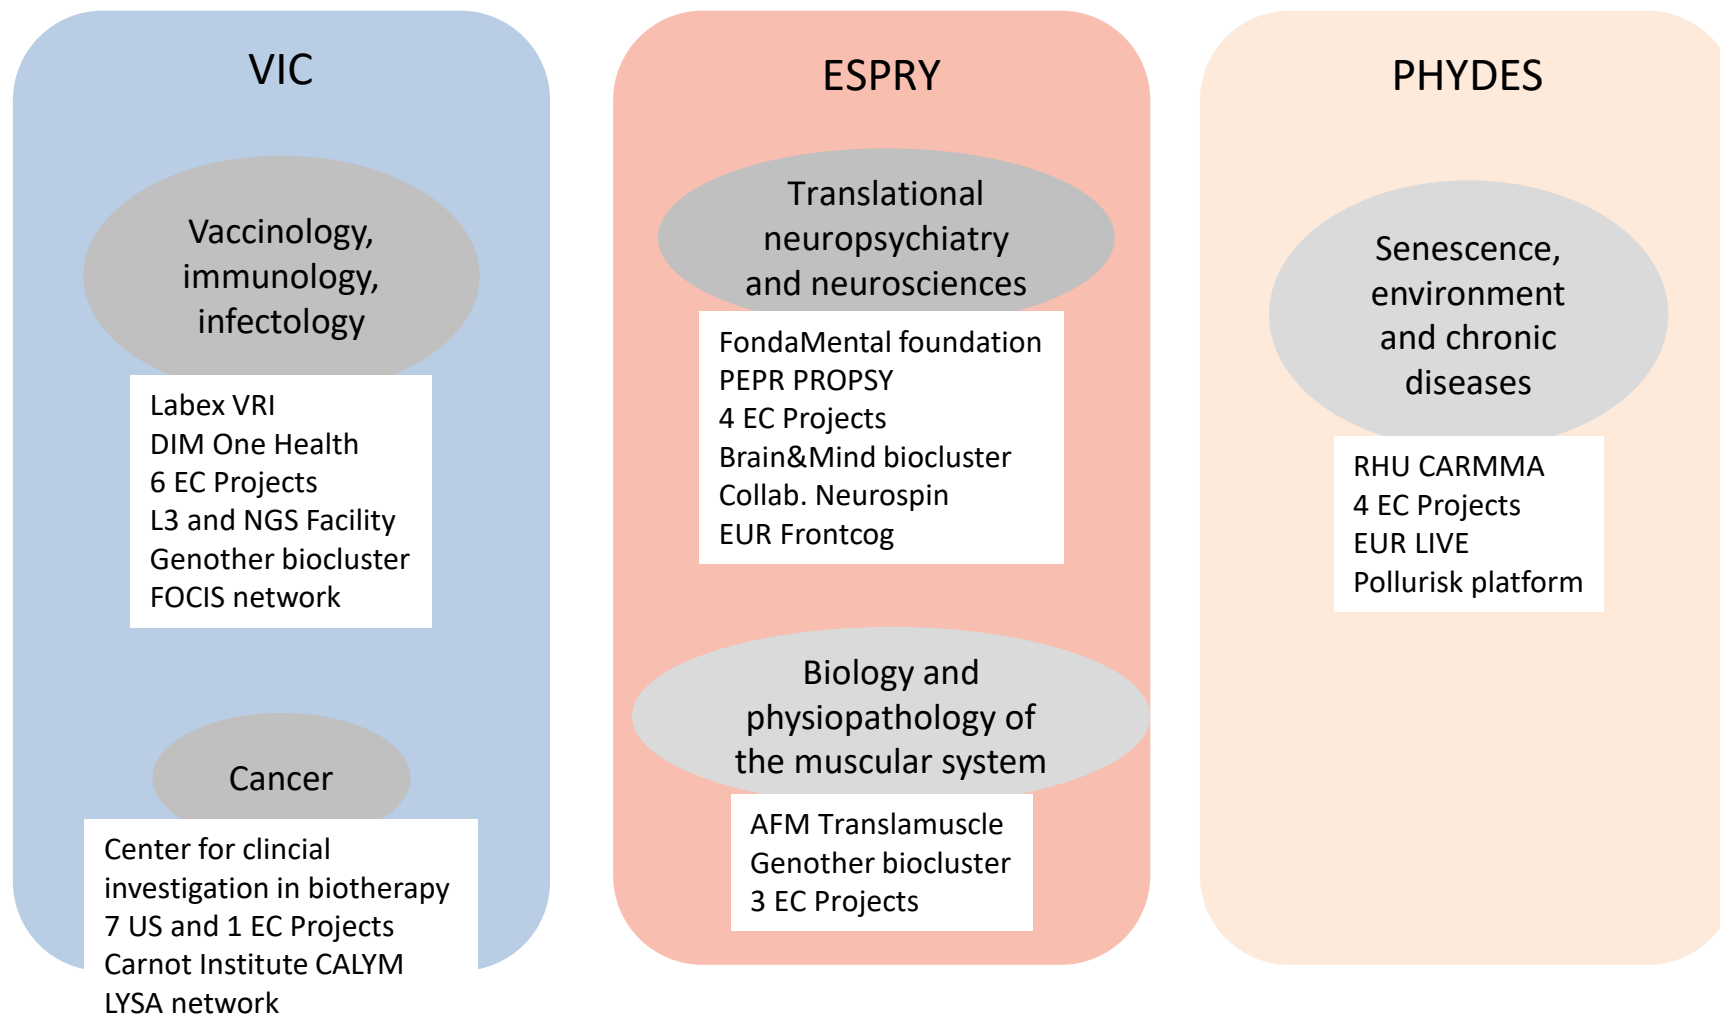 VIC
Vaccinology,
immunology,
infectology
Labex VRI
DIM One Health
6 EC Projects
L3 and NGS Facility
Genother biocluster
FOCIS network
Cancer
Center for clincial
investigation in biotherapy
7 US and 1 EC Projects
Carnot Institute CALYM
LYSA network
ESPRY
Translational
neuropsychiatry
and neurosciences
FondaMental foundation
PEPR PROPSY
4 EC Projects
Brain&Mind biocluster
Collab. Neurospin
EUR Frontcog
Biology and
physiopathology of
the muscular system
AFM Translamuscle
Genother biocluster
3 EC Projects
PHYDES
Senescence,
environment
and chronic
diseases
RHU CARMMA
4 EC Projects
EUR LIVE
Pollurisk platform